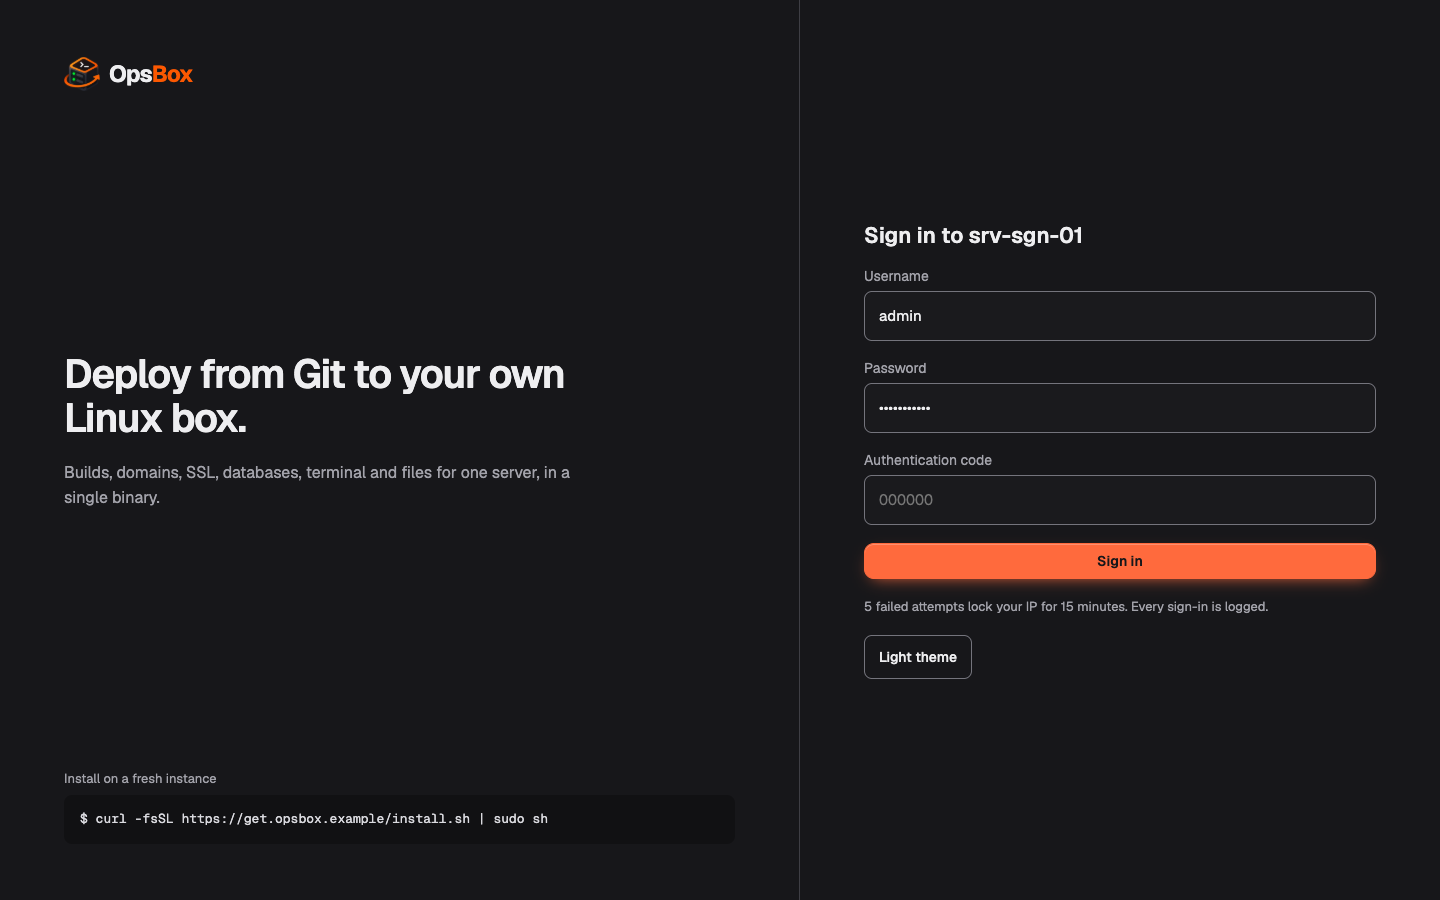 OpsBox
Deploy from Git to your own
Linux box.
Builds, domains, SSL, databases, terminal and files for one server, in a
single binary.
Install on a fresh instance
$ curl -fsSL https://get.opsbox.example/install.sh | sudo sh
Sign in to srv-sgn-01
Username
admin
Password
•••••••••••
Authentication code
000000
Sign in
5 failed attempts lock your IP for 15 minutes. Every sign-in is logged.
Light theme